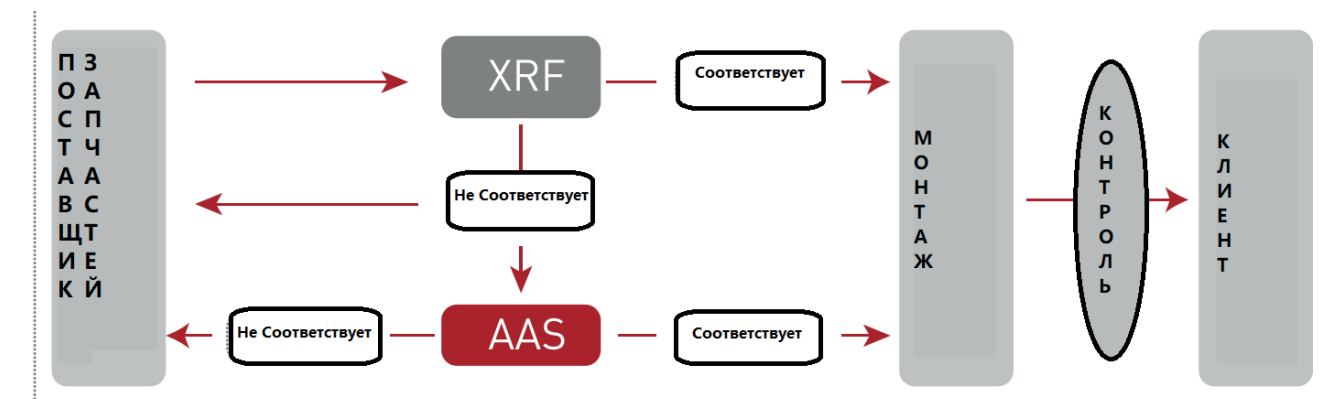 ПОСТАВЩИК
ЗАПЧАСТЕЙ
XRF
Соответствует
Не Соответствует
AAS
Не Соответствует
Соответствует
МОНТАЖ
КОНТРОЛЬ
КЛИЕНТ